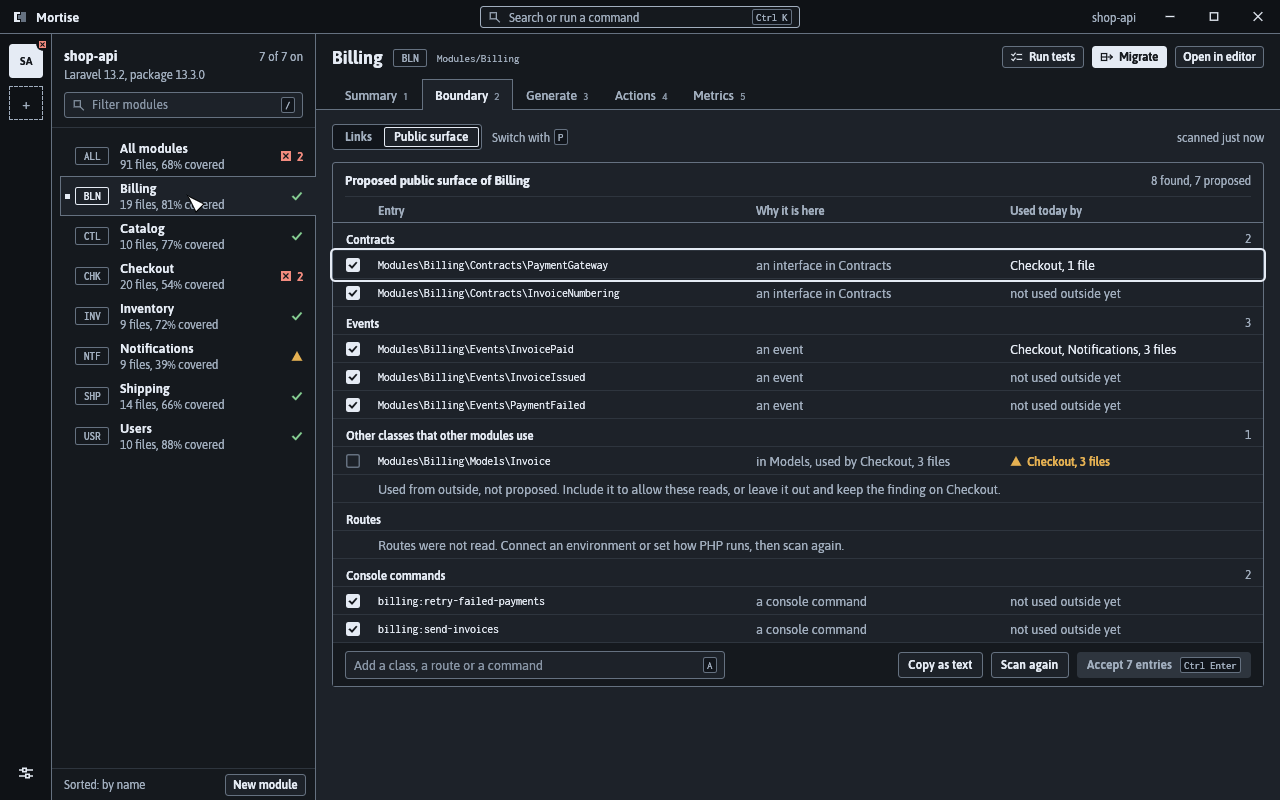 Mortise
Search or run a command
Ctrl K
shop-api
SA
+
shop-api
7 of 7 on
Laravel 13.2, package 13.3.0
Filter modules
/
ALL
All modules
91 files, 68% covered
2
BLN
Billing
19 files, 81% covered
CTL
Catalog
10 files, 77% covered
CHK
Checkout
20 files, 54% covered
2
INV
Inventory
9 files, 72% covered
NTF
Notifications
9 files, 39% covered
SHP
Shipping
14 files, 66% covered
USR
Users
10 files, 88% covered
Sorted: by name
New module
Billing
BLN
Modules/Billing
Run tests
Migrate
Open in editor
Summary 1
Boundary 2
Generate 3
Actions 4
Metrics 5
Links
Public surface
Switch with P
scanned just now
Proposed public surface of Billing
8 found, 7 proposed
Entry
Why it is here
Used today by
Contracts
2
Modules\Billing\Contracts\PaymentGateway
an interface in Contracts
Checkout, 1 file
Modules\Billing\Contracts\InvoiceNumbering
an interface in Contracts
not used outside yet
Events
3
Modules\Billing\Events\InvoicePaid
an event
Checkout, Notifications, 3 files
Modules\Billing\Events\InvoiceIssued
an event
not used outside yet
Modules\Billing\Events\PaymentFailed
an event
not used outside yet
Other classes that other modules use
1
Modules\Billing\Models\Invoice
in Models, used by Checkout, 3 files
Checkout, 3 files
Used from outside, not proposed. Include it to allow these reads, or leave it out and keep the finding on Checkout.
Routes
Routes were not read. Connect an environment or set how PHP runs, then scan again.
Console commands
2
billing:retry-failed-payments
a console command
not used outside yet
billing:send-invoices
a console command
not used outside yet
Add a class, a route or a command
A
Copy as text
Scan again
Accept 7 entries
Ctrl Enter